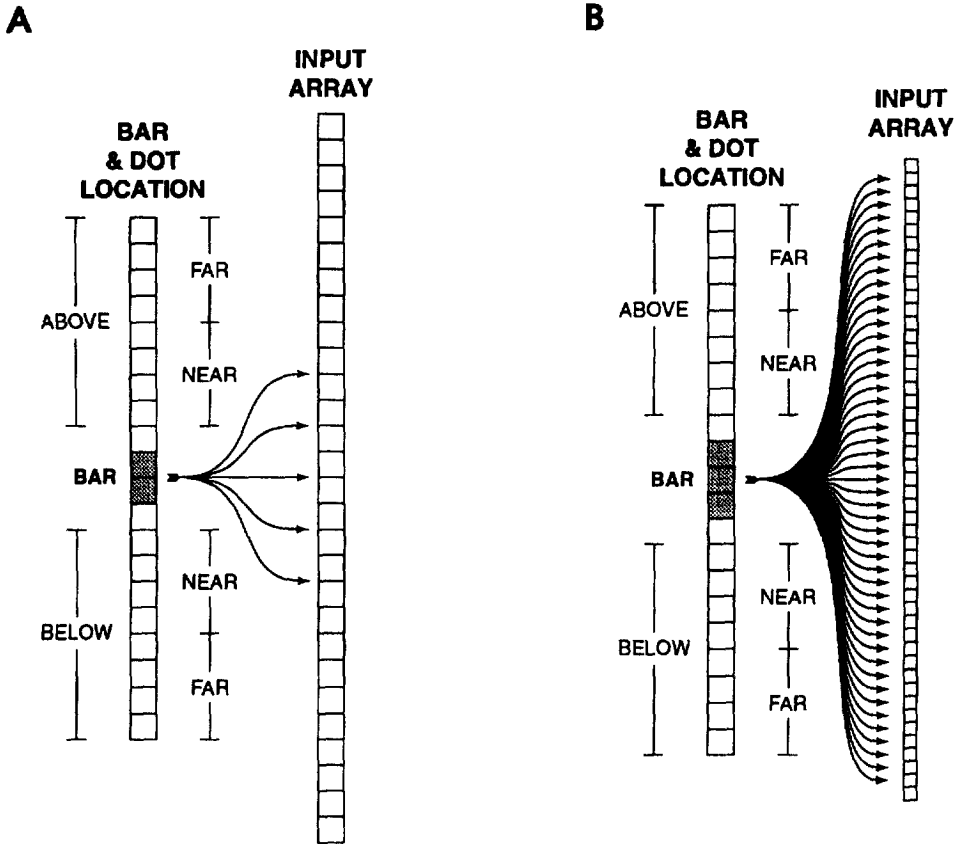 A
INPUT
ARRAY
BAR
& DOT
LOCATION
FAR
ABOVE
NEAR
BAR
NEAR
BELOW
FAR
B
INPUT
ARRAY
BAR
& DOT
LOCATION
FAR
ABOVE
NEAR
BAR
NEAR
BELOW
FAR